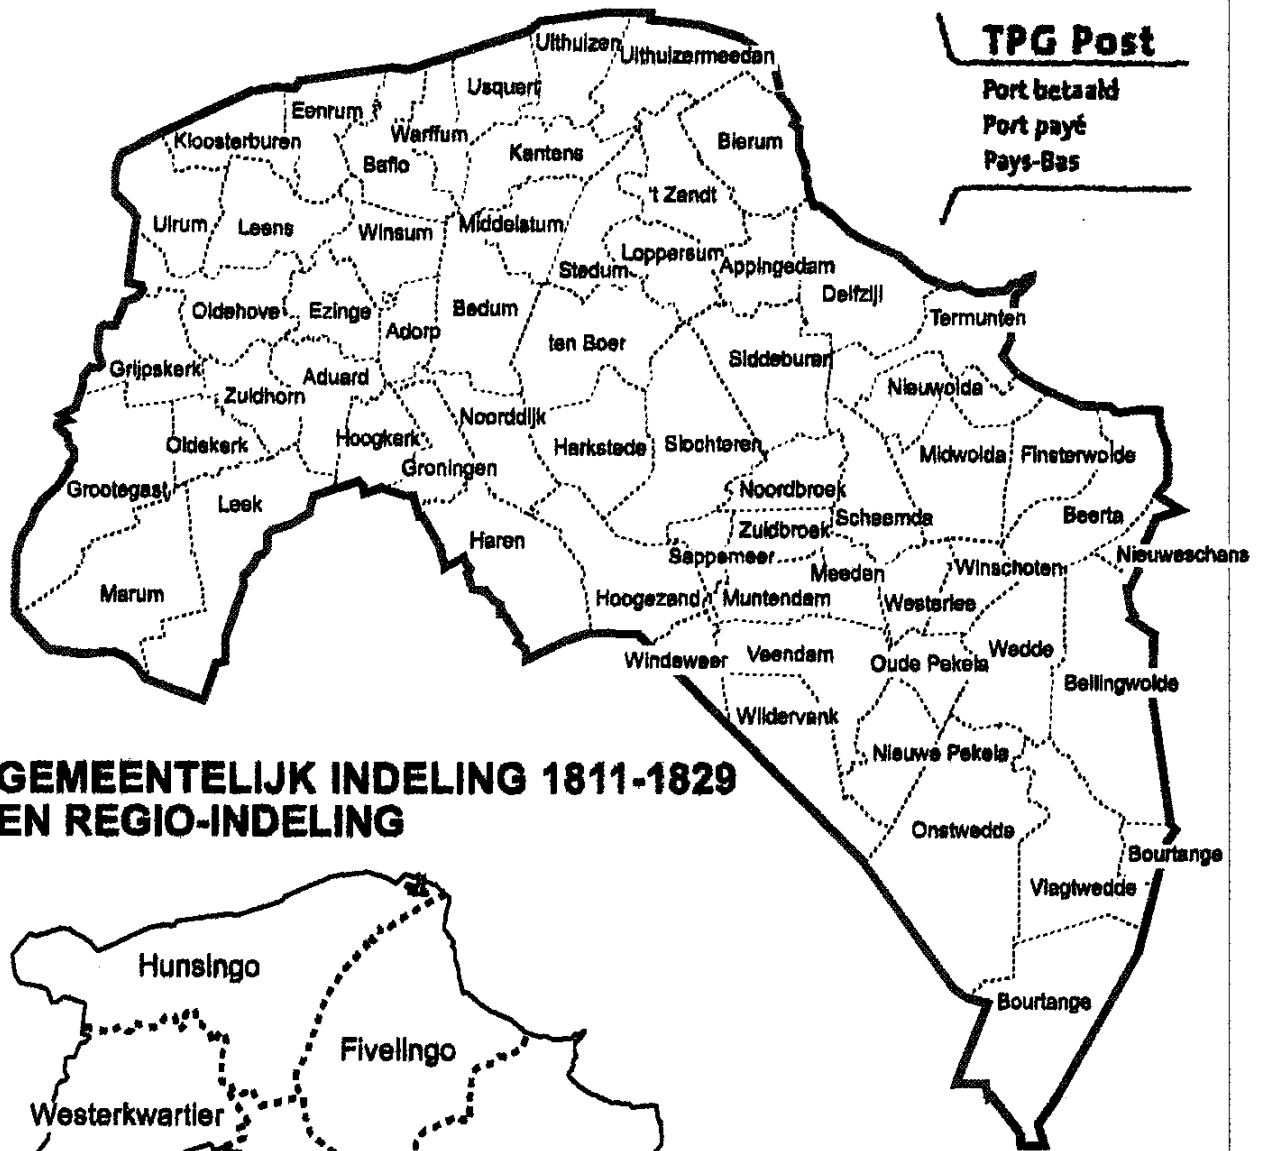 TPG Post
Port betaald
Port payé
Pays-Bas
Uithuizen
Uithuizermeeden
Usquert
Eenrum
Warffum
Kloosterburen
Baflo
Kantens
Bierum
't Zandt
Ulrum
Leens
Winsum
Middelstum
Loppersum
Stedum
Appingedam
Delfzijl
Oldehove
Ezinge
Adorp
Bedum
Termunten
ten Boer
Siddeburen
Grijpskerk
Aduard
Zuidhorn
Nieuwolda
Noorddijk
Oldekerk
Hoogkerk
Harkstede
Slochteren
Midwolda
Finsterwolde
Groningen
Grootegast
Leek
Noordbroek
Scheemda
Beerta
Zuidbroek
Haren
Sappemeer
Nieuweschans
Meeden
Winschoten
Marum
Hoogezand
Muntendam
Westerlee
Windeweer
Veendam
Oude Pekela
Wedde
Bellingwolde
Wildervank
Nieuwe Pekela
GEMEENTELIJK INDELING 1811-1829
EN REGIO-INDELING
Onstwedde
Bourtange
Vlagtwedde
Bourtange
Hunsingo
Fivelingo
Westerkwartier